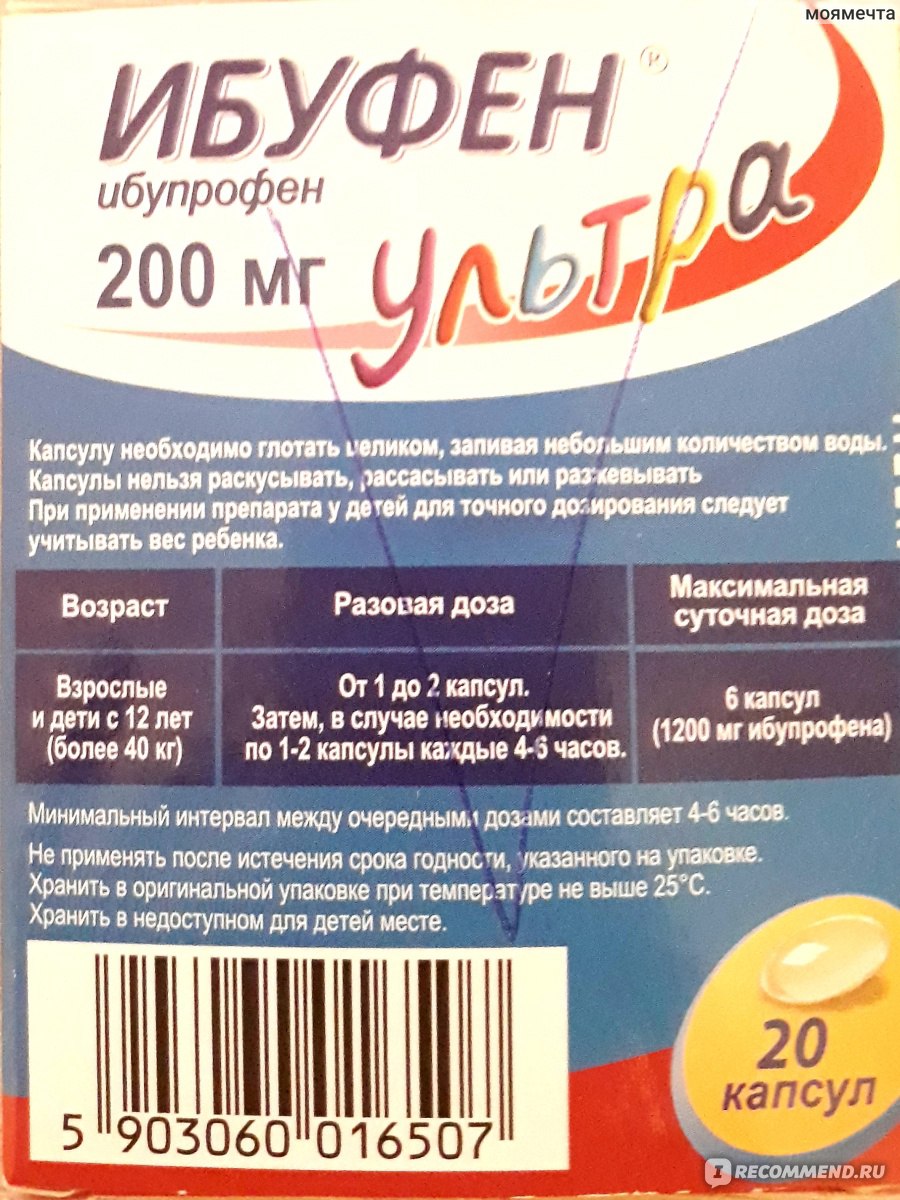 моямечта
ИБУФЕН®
ибупрофен
200 мг
ультра
Капсулу необходимо глотать целиком, запивая небольшим количеством воды.
Капсулы нельзя раскусывать, рассасывать или разжевывать
При применении препарата у детей для точного дозирования следует
учитывать вес ребенка.
Возраст
Разовая доза
Максимальная
суточная доза
Взрослые
и дети с 12 лет
(более 40 кг)
От 1 до 2 капсул.
Затем, в случае необходимости
по 1-2 капсулы каждые 4-6 часов.
6 капсул
(1200 мг ибупрофена)
Минимальный интервал между очередными дозами составляет 4-6 часов.
Не применять после истечения срока годности, указанного на упаковке.
Хранить в оригинальной упаковке при температуре не выше 25°С.
Хранить в недоступном для детей месте.
5 903060 016507
20
капсул
IRECOMMEND.RU